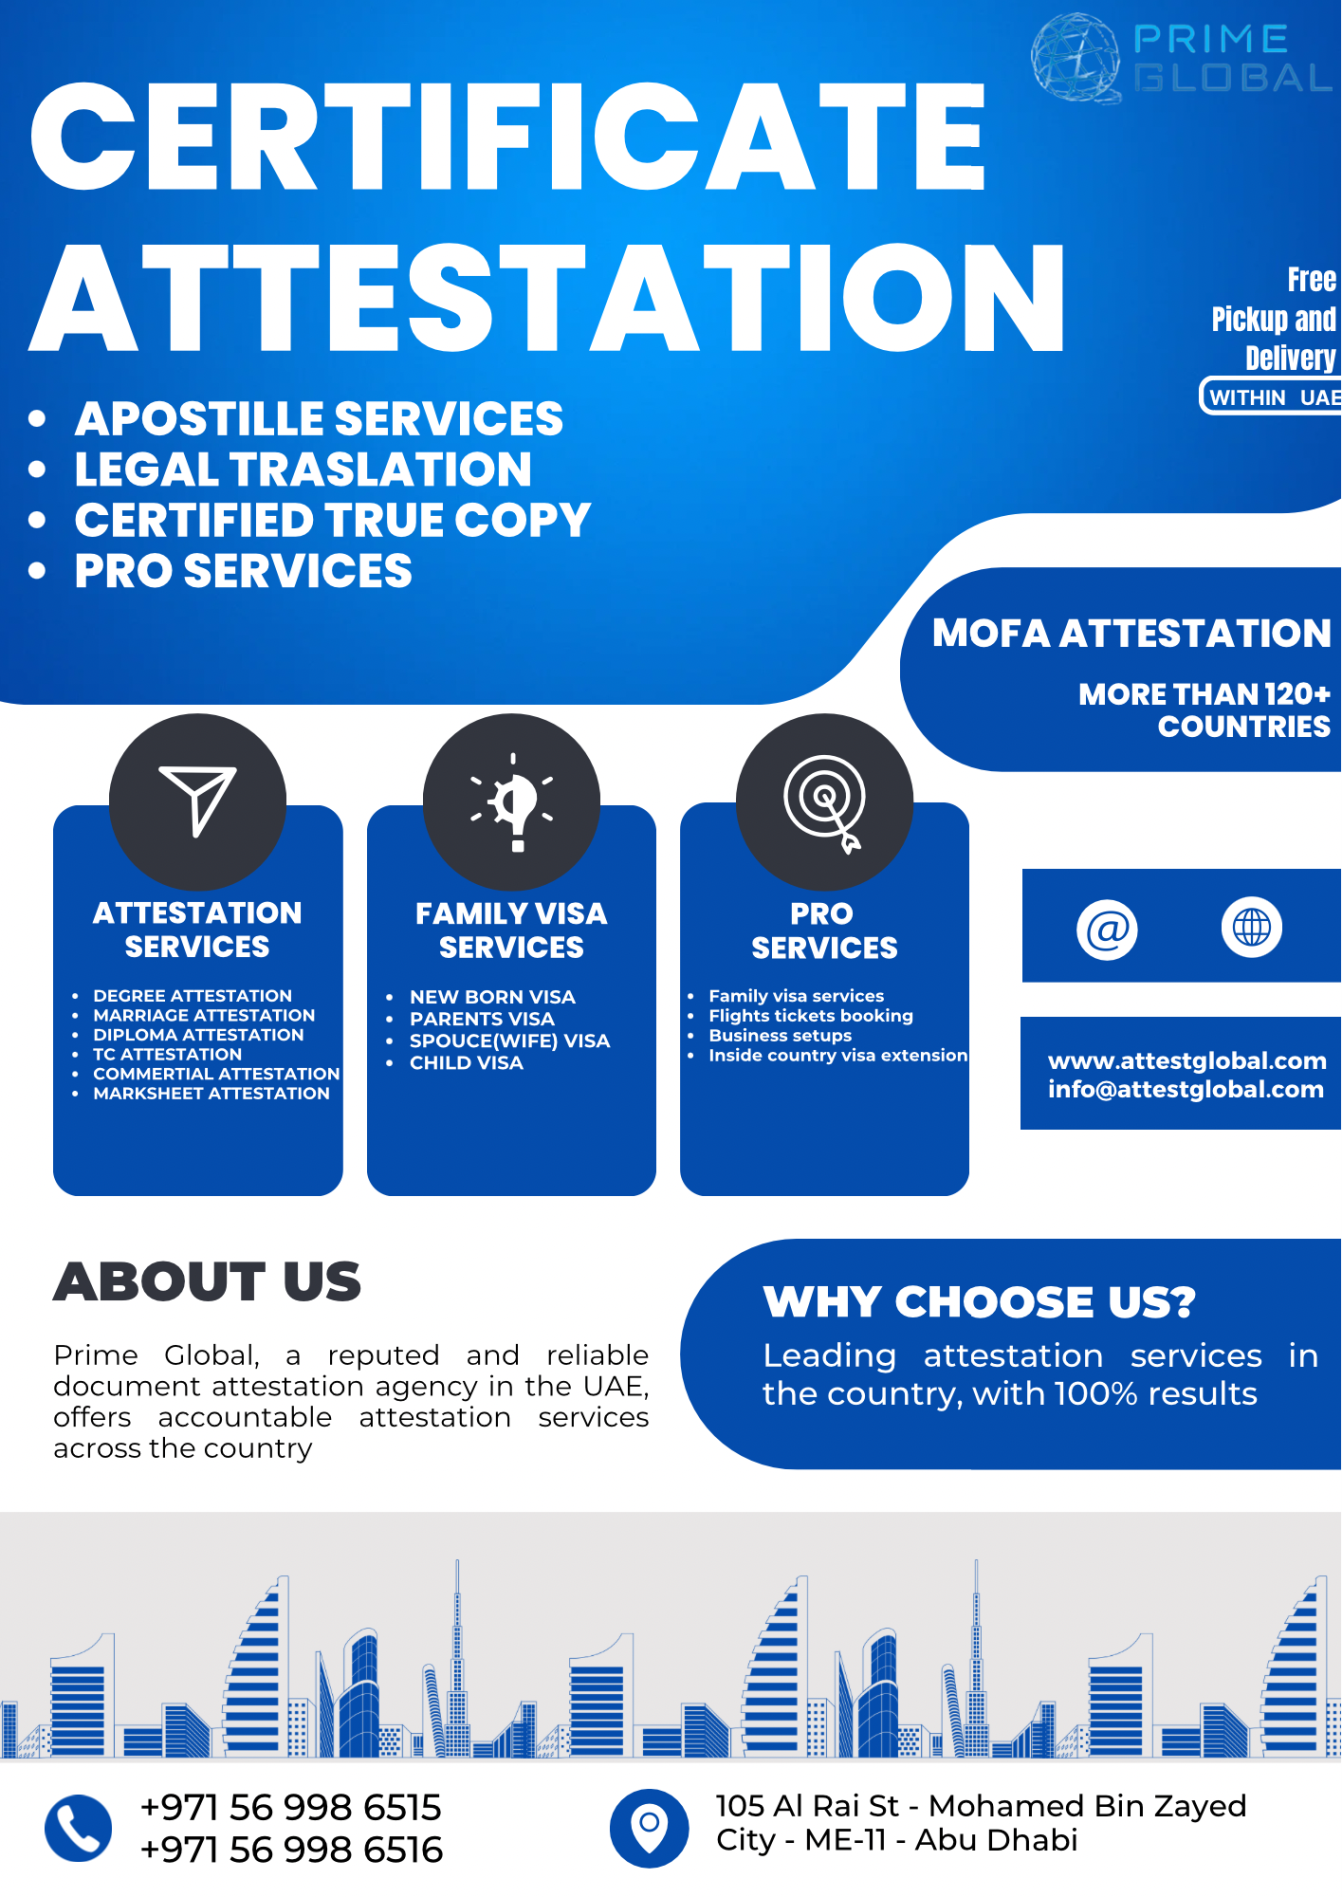 PRIME
GLOBAL
CERTIFICATE
ATTESTATION
Free
Pickup and
Delivery
WITHIN UAE
• APOSTILLE SERVICES
• LEGAL TRASLATION
• CERTIFIED TRUE COPY
• PRO SERVICES
MOFA ATTESTATION
MORE THAN 120+
COUNTRIES
ATTESTATION
SERVICES
• DEGREE ATTESTATION
• MARRIAGE ATTESTATION
• DIPLOMA ATTESTATION
• TC ATTESTATION
• COMMERTIAL ATTESTATION
• MARKSHEET ATTESTATION
FAMILY VISA
SERVICES
• NEW BORN VISA
• PARENTS VISA
• SPOUCE(WIFE) VISA
• CHILD VISA
PRO
SERVICES
• Family visa services
• Flights tickets booking
• Business setups
• Inside country visa extension
@
www.attestglobal.com
info@attestglobal.com
ABOUT US
Prime Global, a reputed and reliable
document attestation agency in the UAE,
offers accountable attestation services
across the country
WHY CHOOSE US?
Leading attestation services in
the country, with 100% results
+971 56 998 6515
+971 56 998 6516
105 Al Rai St - Mohamed Bin Zayed
City - ME-11 - Abu Dhabi